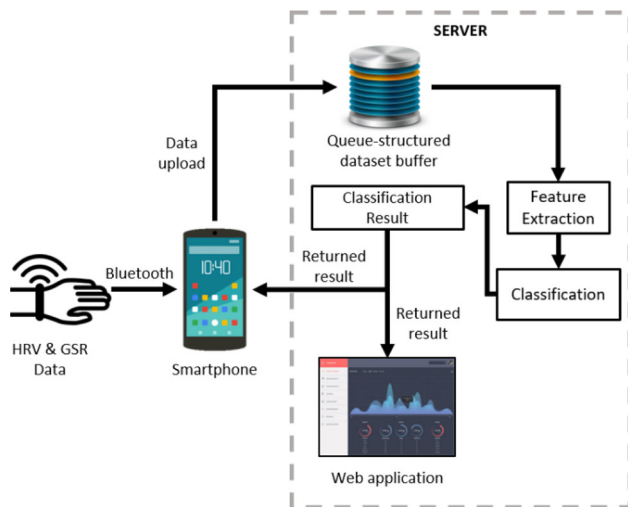 SERVER
Queue-structured
dataset buffer
Data
upload
Feature
Extraction
Classification
Result
Classification
10:40
Bluetooth
Returned
result
Returned
result
HRV & GSR
Data
Smartphone
Web application